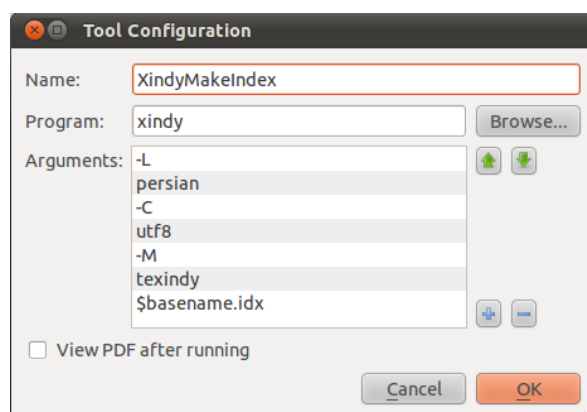 Tool Configuration
Name: XindyMakeIndex
Program: xindy Browse...
Arguments: -L
persian
-C
utf8
-M
texindy
$basename.idx
View PDF after running
Cancel OK